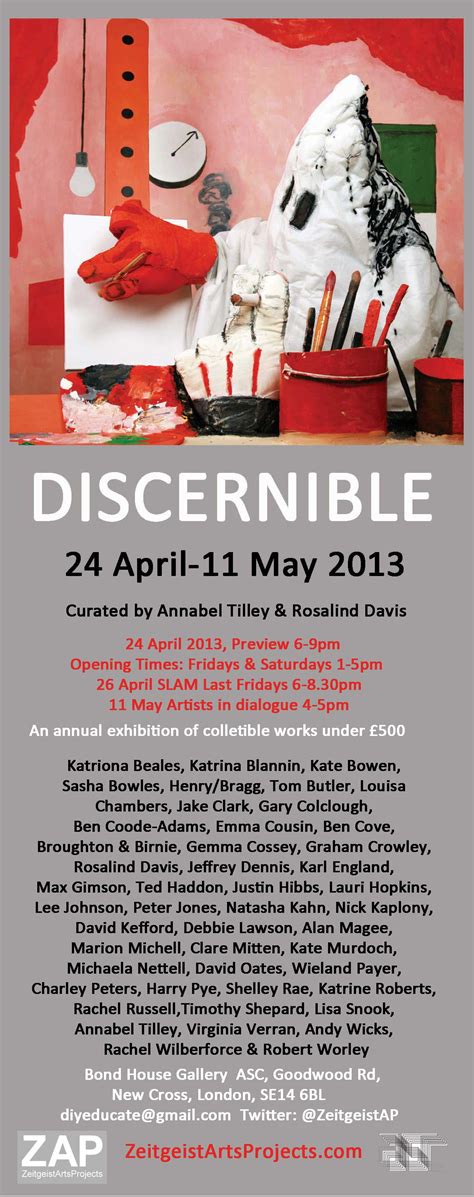 DISCERNIBLE
24 April-11 May 2013
Curated by Annabel Tilley & Rosalind Davis
24 April 2013, Preview 6-9pm
Opening Times: Fridays & Saturdays 1-5pm
26 April SLAM Last Fridays 6-8.30pm
11 May Artists in dialogue 4-5pm
An annual exhibition of colletible works under £500
Katriona Beales, Katrina Blannin, Kate Bowen,
Sasha Bowles, Henry/Bragg, Tom Butler, Louisa
Chambers, Jake Clark, Gary Colclough,
Ben Coode-Adams, Emma Cousin, Ben Cove,
Broughton & Birnie, Gemma Cossey, Graham Crowley,
Rosalind Davis, Jeffrey Dennis, Karl England,
Max Gimson, Ted Haddon, Justin Hibbs, Lauri Hopkins,
Lee Johnson, Peter Jones, Natasha Kahn, Nick Kaplony,
David Kefford, Debbie Lawson, Alan Magee,
Marion Michell, Clare Mitten, Kate Murdoch,
Michaela Nettell, David Oates, Wieland Payer,
Charley Peters, Harry Pye, Shelley Rae, Katrine Roberts,
Rachel Russell,Timothy Shepard, Lisa Snook,
Annabel Tilley, Virginia Verran, Andy Wicks,
Rachel Wilberforce & Robert Worley
Bond House Gallery ASC, Goodwood Rd,
New Cross, London, SE14 6BL
diyeducate@gmail.com Twitter: @ZeitgeistAP
ZAP
ZeitgeistArtsProjects
ZeitgeistArtsProjects.com